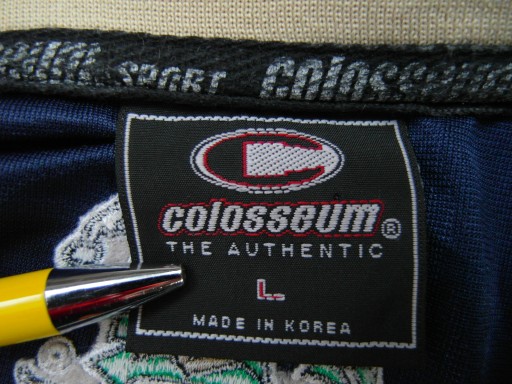 SPORT Colosseum
colosseum®
THE AUTHENTIC
L
MADE IN KOREA